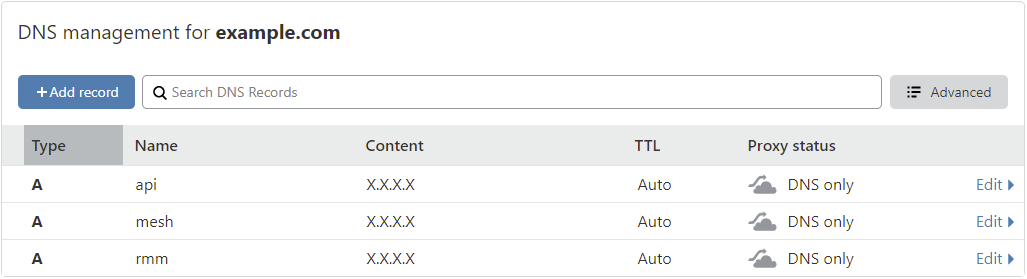 DNS management for example.com
+Add record Search DNS Records Advanced
Type Name Content TTL Proxy status
A api X.X.X.X Auto DNS only Edit
A mesh X.X.X.X Auto DNS only Edit
A rmm X.X.X.X Auto DNS only Edit